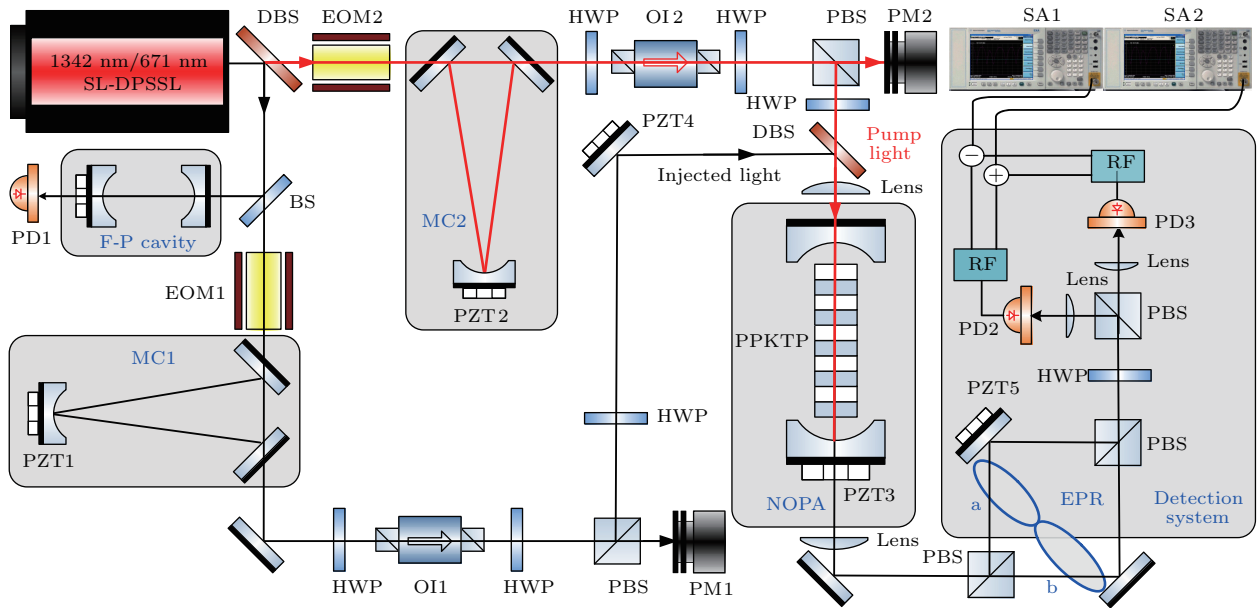 DBS
EOM2
HWP
OI2
HWP
PBS
PM2
SA1
SA2
1342 nm/671 nm
SL-DPSSL
HWP
PZT4
DBS
Pump
light
Injected light
Lens
−
+
RF
PD3
Lens
RF
Lens
PD2
PBS
PD1
F-P cavity
BS
MC2
EOM1
PZT2
PPKTP
HWP
PZT5
MC1
HWP
PBS
PZT1
PZT3
NOPA
a
EPR
Detection
system
Lens
PBS
b
HWP
OI1
HWP
PBS
PM1